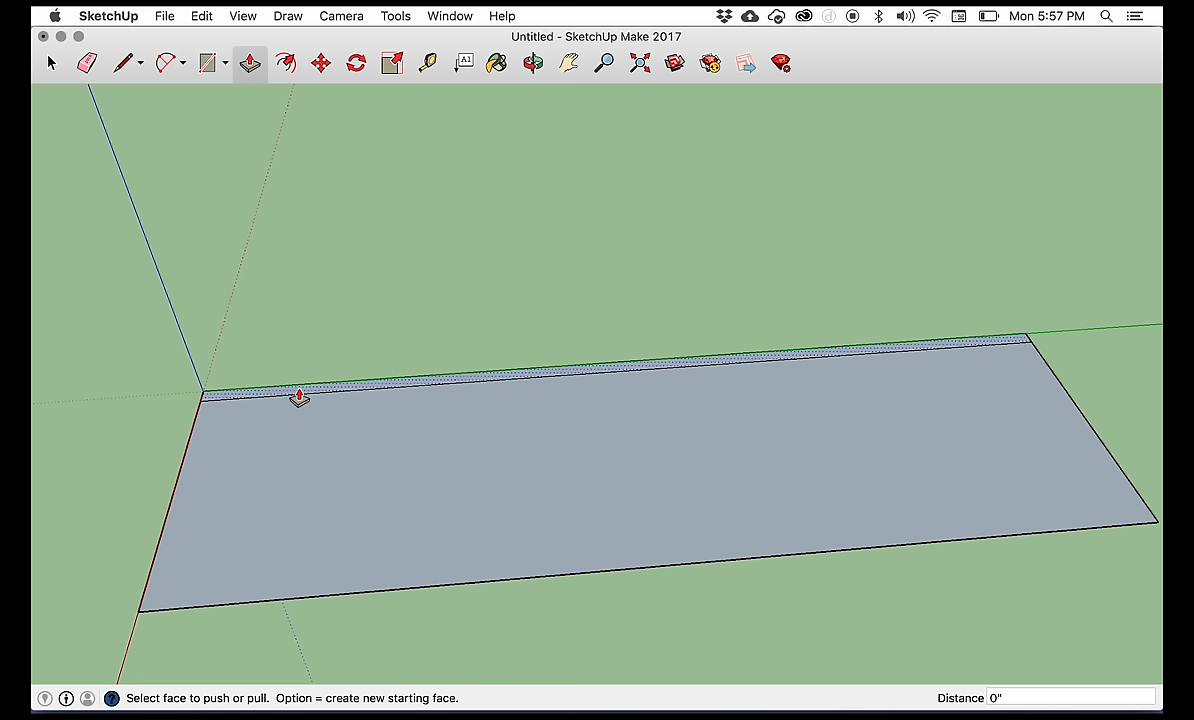 SketchUp File Edit View Draw Camera Tools Window Help Mon 5:57 PM
Untitled - SketchUp Make 2017
A1
Select face to push or pull. Option = create new starting face. Distance 0"